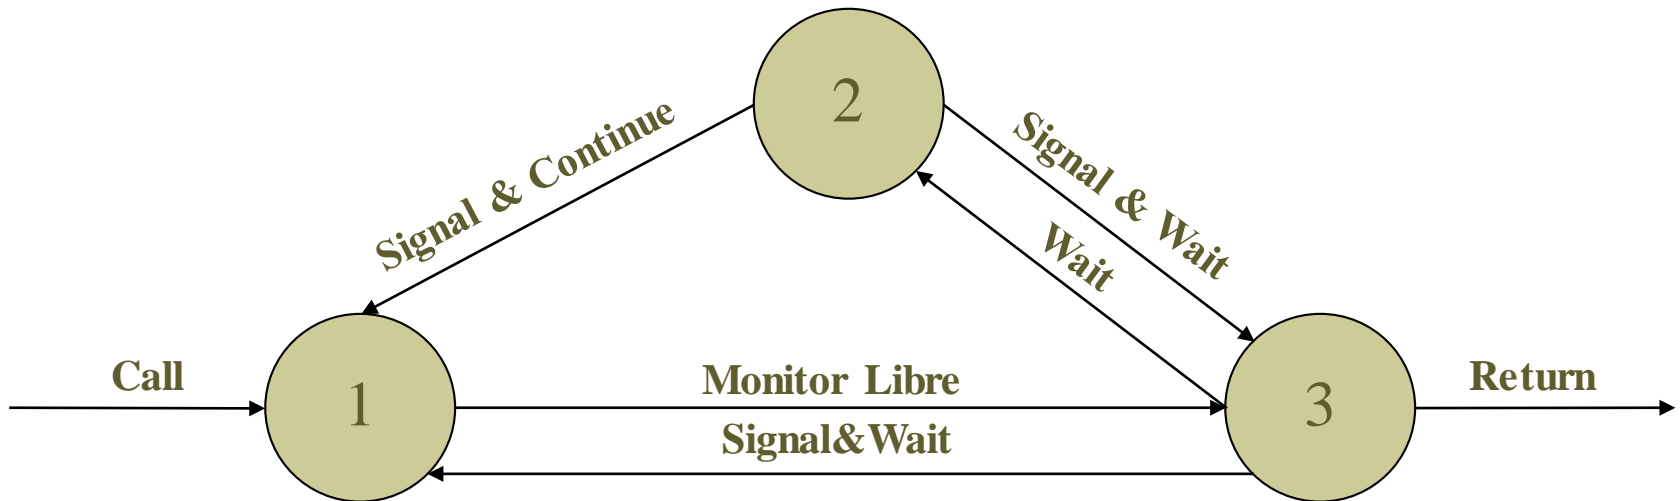 2
Signal & Continue
Signal & Wait
Wait
Call
1
Monitor Libre
Signal&Wait
3
Return